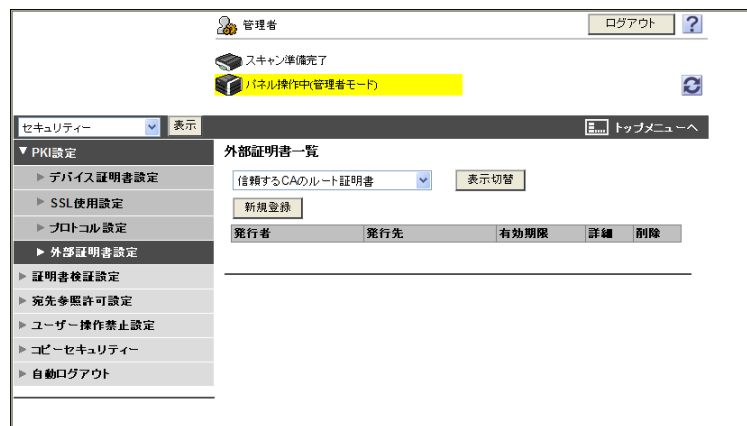 管理者
ログアウト
?
スキャン準備完了
パネル操作中(管理者モード)
セキュリティー
表示
トップメニューへ
▼ PKI設定
▶ デバイス証明書設定
▶ SSL使用設定
▶ プロトコル設定
▶ 外部証明書設定
▶ 証明書検証設定
▶ 宛先参照許可設定
▶ ユーザー操作禁止設定
▶ コピーセキュリティー
▶ 自動ログアウト
外部証明書一覧
信頼するCAのルート証明書
表示切替
新規登録
発行者 発行先 有効期限 詳細 削除